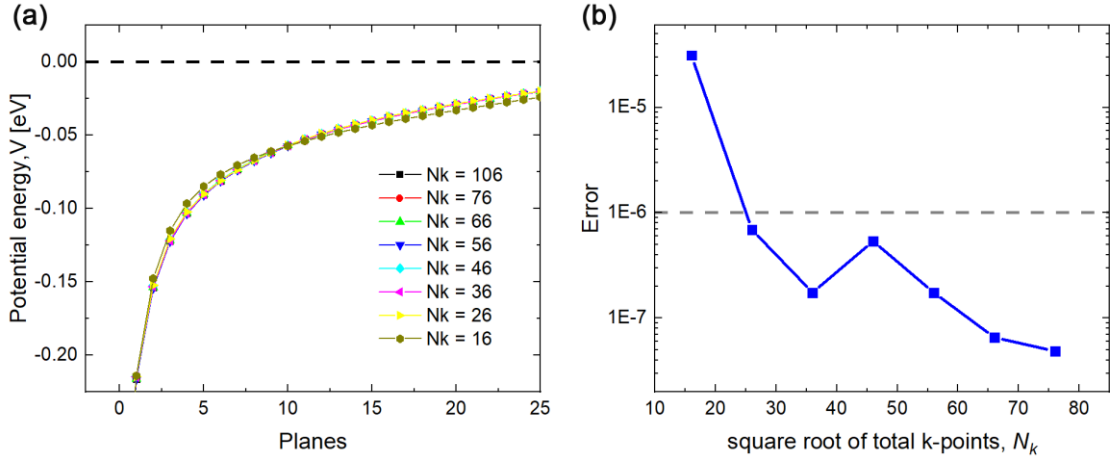 (a)
0.00
-0.05
-0.10
-0.15
-0.20
Potential energy,V [eV]
Nk = 106
Nk = 76
Nk = 66
Nk = 56
Nk = 46
Nk = 36
Nk = 26
Nk = 16
0 5 10 15 20 25
Planes
(b)
1E-5
1E-6
1E-7
Error
10 20 30 40 50 60 70 80
square root of total k-points, Nk